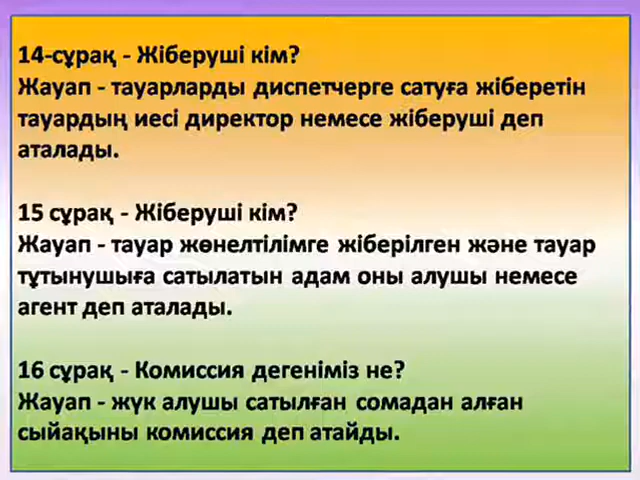 14-сұрақ - Жіберуші кім?
Жауап - тауарларды диспетчерге сатуға жіберетін
тауардың иесі директор немесе жіберуші деп
аталады.
15 сұрақ - Жіберуші кім?
Жауап - тауар жөнелтілімге жіберілген және тауар
тұтынушыға сатылатын адам оны алушы немесе
агент деп аталады.
16 сұрақ - Комиссия дегеніміз не?
Жауап - жүк алушы сатылған сомадан алған
сыйақыны комиссия деп атайды.